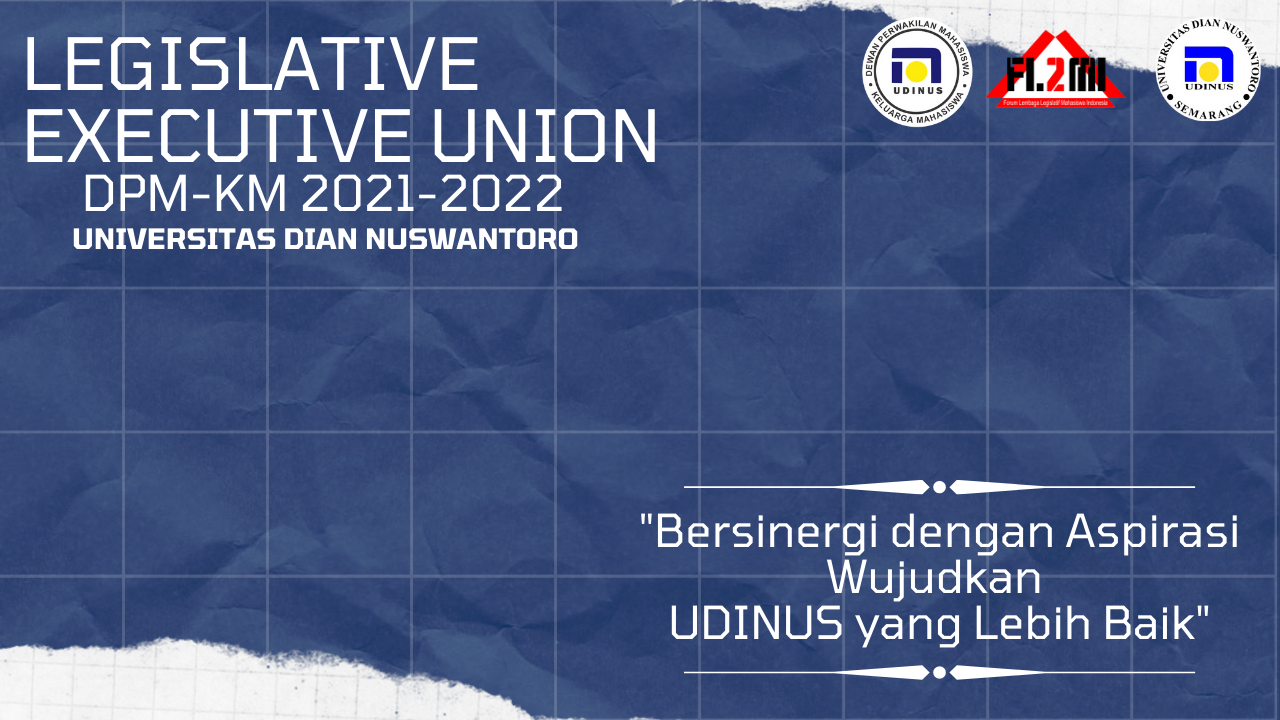 LEGISLATIVE
EXECUTIVE UNION
DPM-KM 2021-2022
UNIVERSITAS DIAN NUSWANTORO
DEWAN PERWAKILAN MAHASISWA
UDINUS
KELUARGA MAHASISWA
FL2MI
Forum Lembaga Legislatif Mahasiswa Indonesia
UNIVERSITAS DIAN NUSWANTORO
UDINUS
SEMARANG
"Bersinergi dengan Aspirasi
Wujudkan
UDINUS yang Lebih Baik"